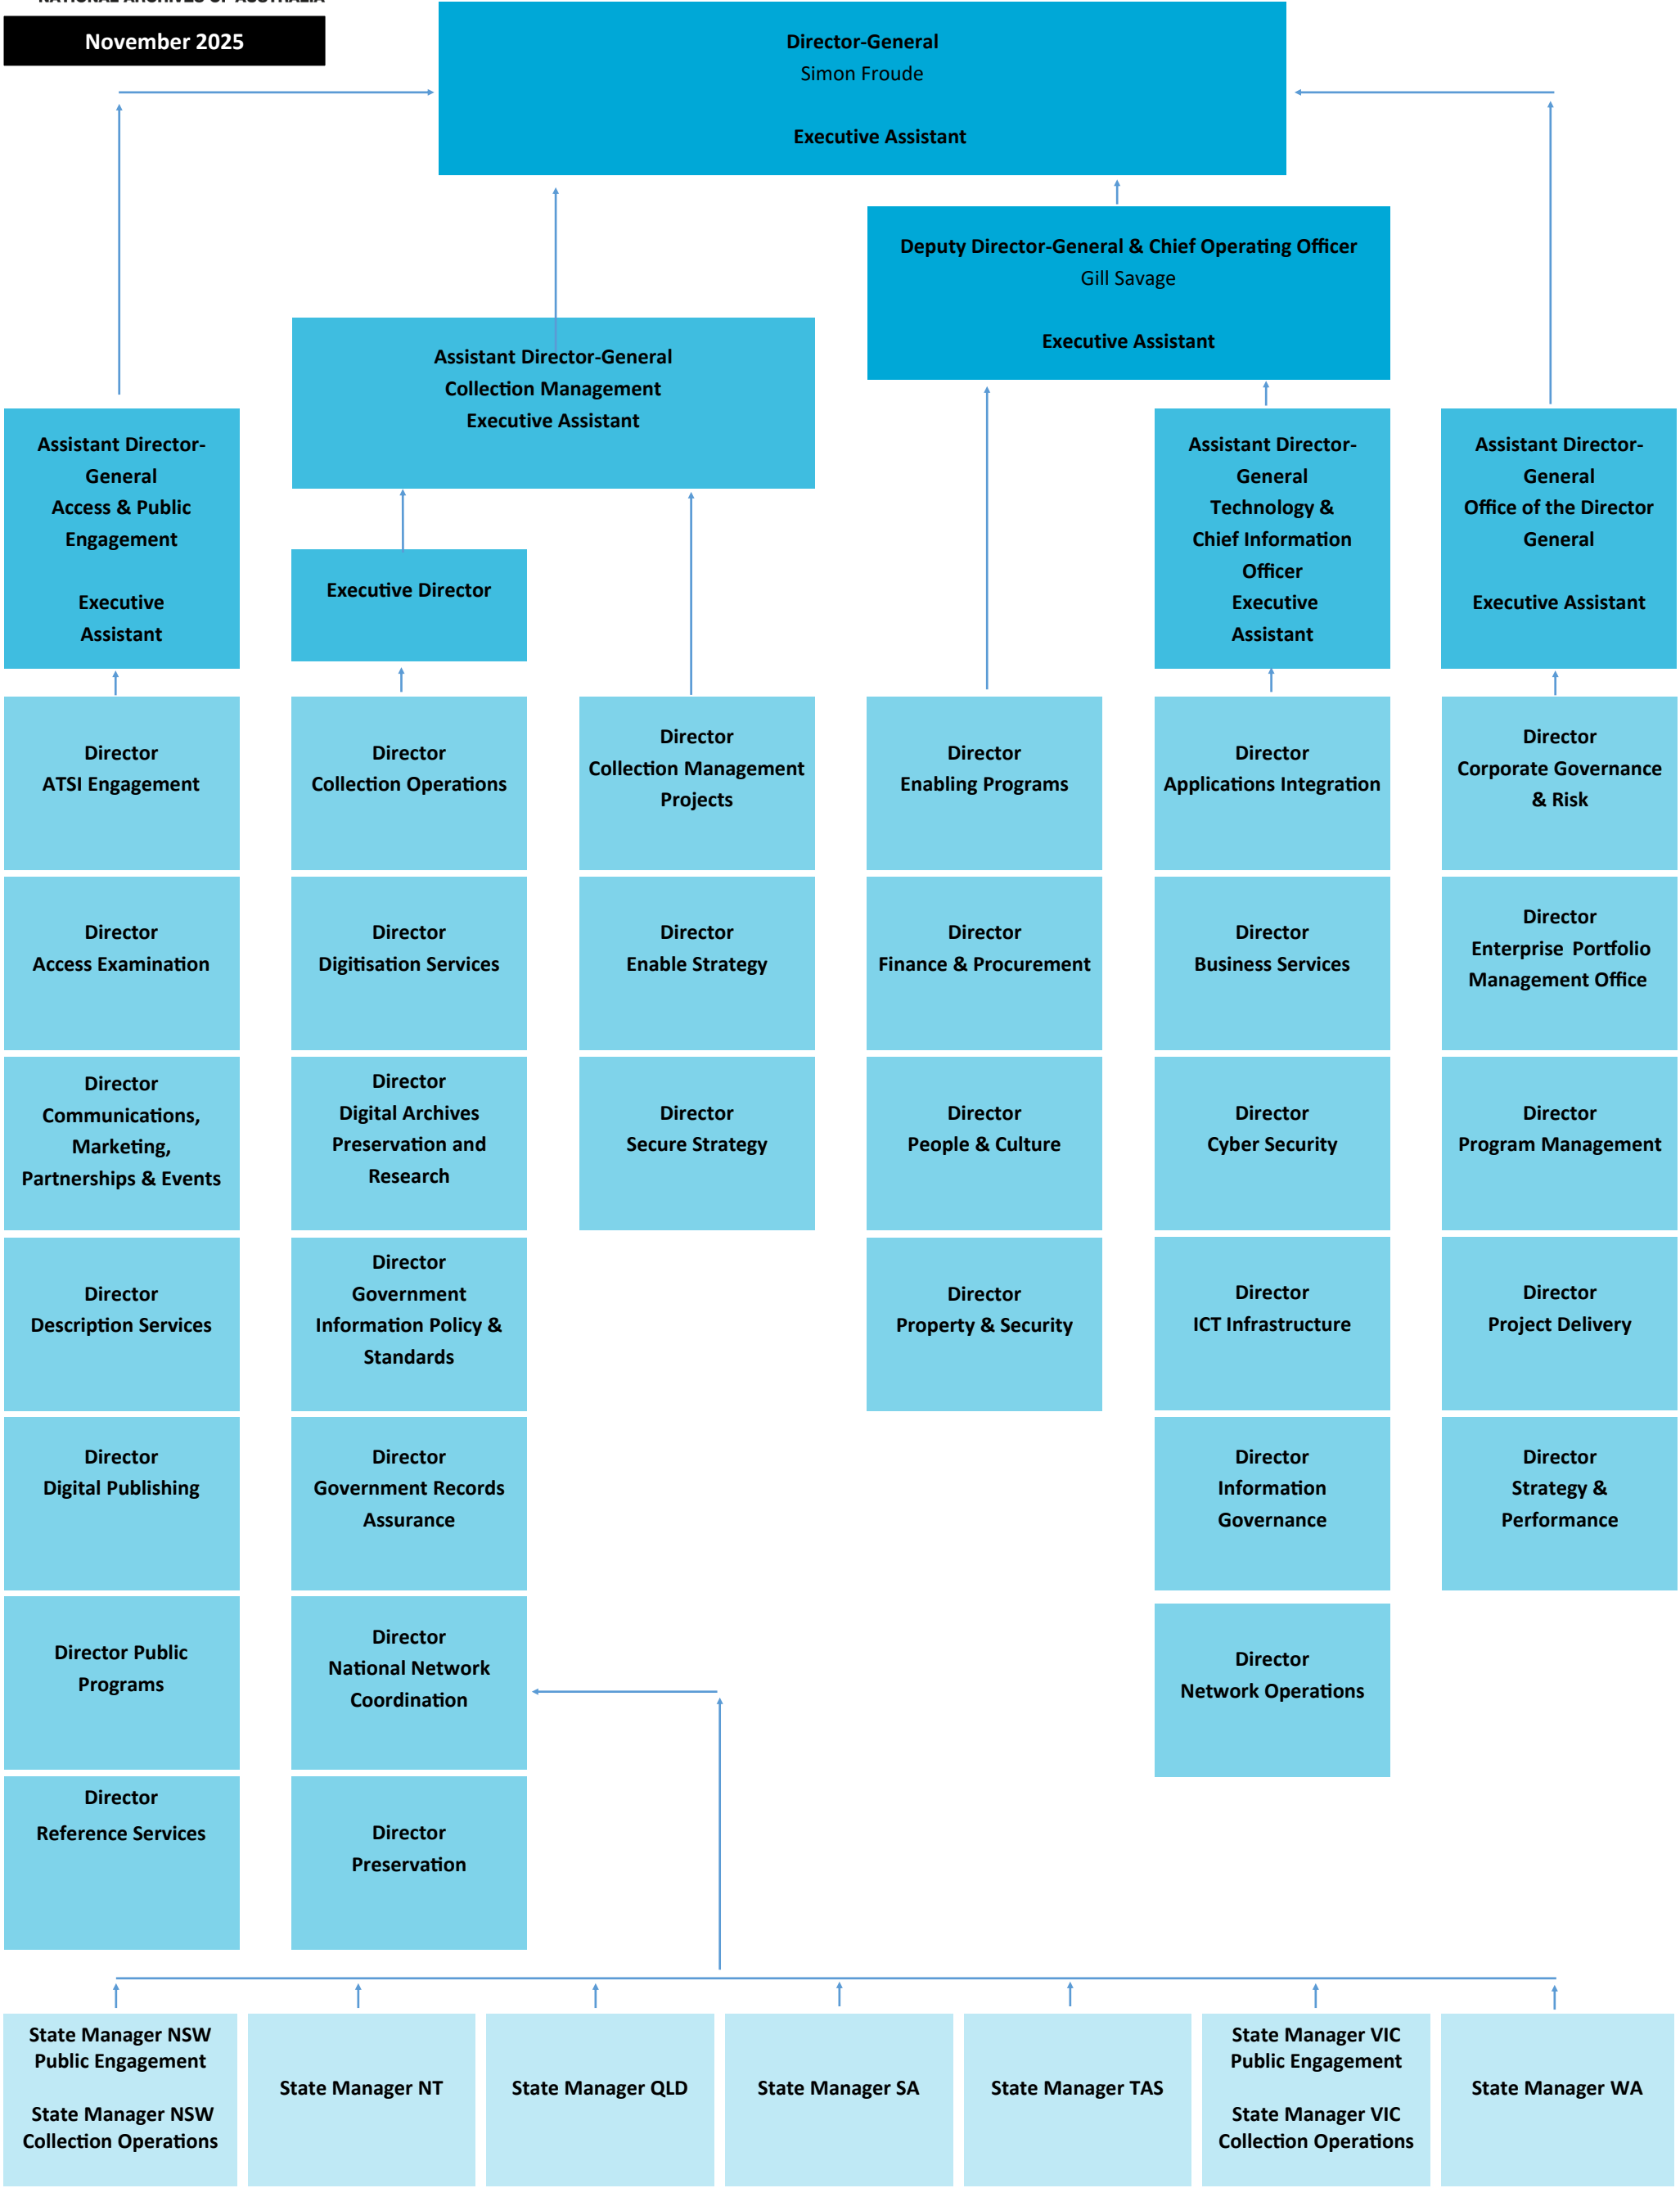 NATIONAL ARCHIVES OF AUSTRALIA
November 2025
Director-General
Simon Froude
Executive Assistant
Deputy Director-General & Chief Operating Officer
Gill Savage
Executive Assistant
Assistant Director-General
Collection Management
Executive Assistant
Assistant Director-
General
Access & Public
Engagement
Executive
Assistant
Executive Director
Assistant Director-
General
Technology &
Chief Information
Officer
Executive
Assistant
Assistant Director-
General
Office of the Director
General
Executive Assistant
Director
ATSI Engagement
Director
Collection Operations
Director
Collection Management
Projects
Director
Enabling Programs
Director
Applications Integration
Director
Corporate Governance
& Risk
Director
Access Examination
Director
Digitisation Services
Director
Enable Strategy
Director
Finance & Procurement
Director
Business Services
Director
Enterprise Portfolio
Management Office
Director
Communications,
Marketing,
Partnerships & Events
Director
Digital Archives
Preservation and
Research
Director
Secure Strategy
Director
People & Culture
Director
Cyber Security
Director
Program Management
Director
Description Services
Director
Government
Information Policy &
Standards
Director
Property & Security
Director
ICT Infrastructure
Director
Project Delivery
Director
Digital Publishing
Director
Government Records
Assurance
Director
Information
Governance
Director
Strategy &
Performance
Director Public
Programs
Director
National Network
Coordination
Director
Network Operations
Director
Reference Services
Director
Preservation
State Manager NSW
Public Engagement
State Manager NSW
Collection Operations
State Manager NT
State Manager QLD
State Manager SA
State Manager TAS
State Manager VIC
Public Engagement
State Manager VIC
Collection Operations
State Manager WA